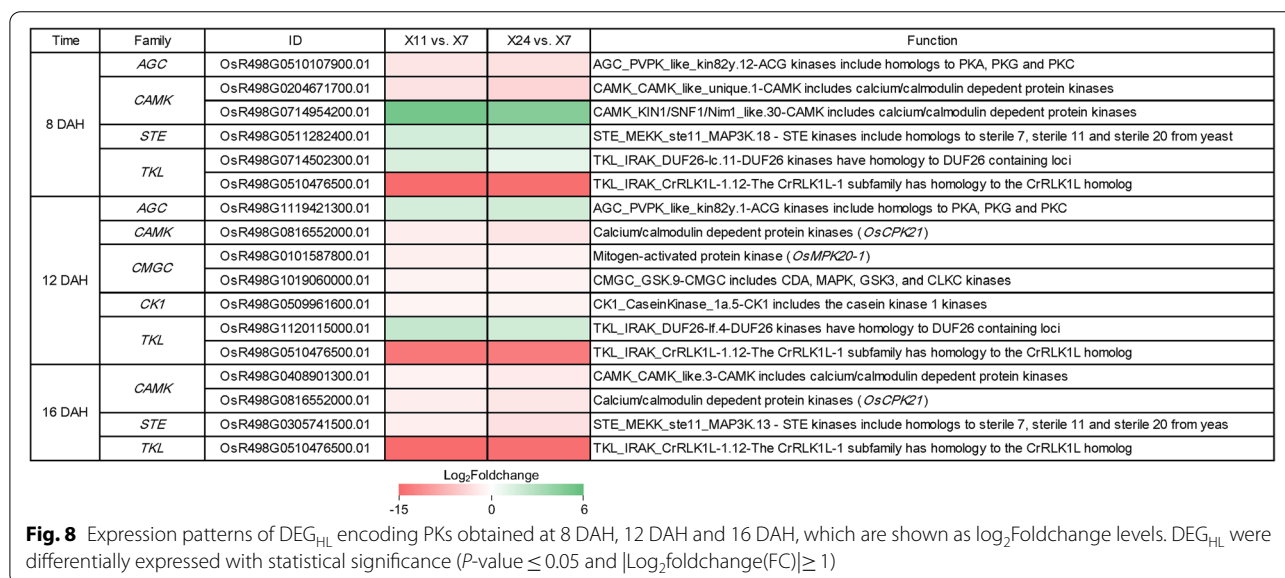 Time Family ID X11 vs. X7 X24 vs. X7 Function
8 DAH
AGC OsR498G0510107900.01 AGC_PVPK_like_kin82y.12-ACG kinases include homologs to PKA, PKG and PKC
CAMK OsR498G0204671700.01 CAMK_CAMK_like_unique.1-CAMK includes calcium/calmodulin depedent protein kinases
OsR498G0714954200.01 CAMK_KIN1/SNF1/Nim1_like.30-CAMK includes calcium/calmodulin depedent protein kinases
STE OsR498G0511282400.01 STE_MEKK_ste11_MAP3K.18 - STE kinases include homologs to sterile 7, sterile 11 and sterile 20 from yeast
TKL OsR498G0714502300.01 TKL_IRAK_DUF26-lc.11-DUF26 kinases have homology to DUF26 containing loci
OsR498G0510476500.01 TKL_IRAK_CrRLK1L-1.12-The CrRLK1L-1 subfamily has homology to the CrRLK1L homolog
12 DAH
AGC OsR498G1119421300.01 AGC_PVPK_like_kin82y.1-ACG kinases include homologs to PKA, PKG and PKC
CAMK OsR498G0816552000.01 Calcium/calmodulin depedent protein kinases (OsCPK21)
CMGC OsR498G0101587800.01 Mitogen-activated protein kinase (OsMPK20-1)
OsR498G1019060000.01 CMGC_GSK.9-CMGC includes CDA, MAPK, GSK3, and CLKC kinases
CK1 OsR498G0509961600.01 CK1_CaseinKinase_1a.5-CK1 includes the casein kinase 1 kinases
TKL OsR498G1120115000.01 TKL_IRAK_DUF26-lf.4-DUF26 kinases have homology to DUF26 containing loci
OsR498G0510476500.01 TKL_IRAK_CrRLK1L-1.12-The CrRLK1L-1 subfamily has homology to the CrRLK1L homolog
16 DAH
CAMK OsR498G0408901300.01 CAMK_CAMK_like.3-CAMK includes calcium/calmodulin depedent protein kinases
OsR498G0816552000.01 Calcium/calmodulin depedent protein kinases (OsCPK21)
STE OsR498G0305741500.01 STE_MEKK_ste11_MAP3K.13 - STE kinases include homologs to sterile 7, sterile 11 and sterile 20 from yeas
TKL OsR498G0510476500.01 TKL_IRAK_CrRLK1L-1.12-The CrRLK1L-1 subfamily has homology to the CrRLK1L homolog
Log2Foldchange
-15 0 6
Fig. 8 Expression patterns of DEGHL encoding PKs obtained at 8 DAH, 12 DAH and 16 DAH, which are shown as log2Foldchange levels. DEGHL were
differentially expressed with statistical significance (P-value ≤ 0.05 and |Log2foldchange(FC)|≥ 1)